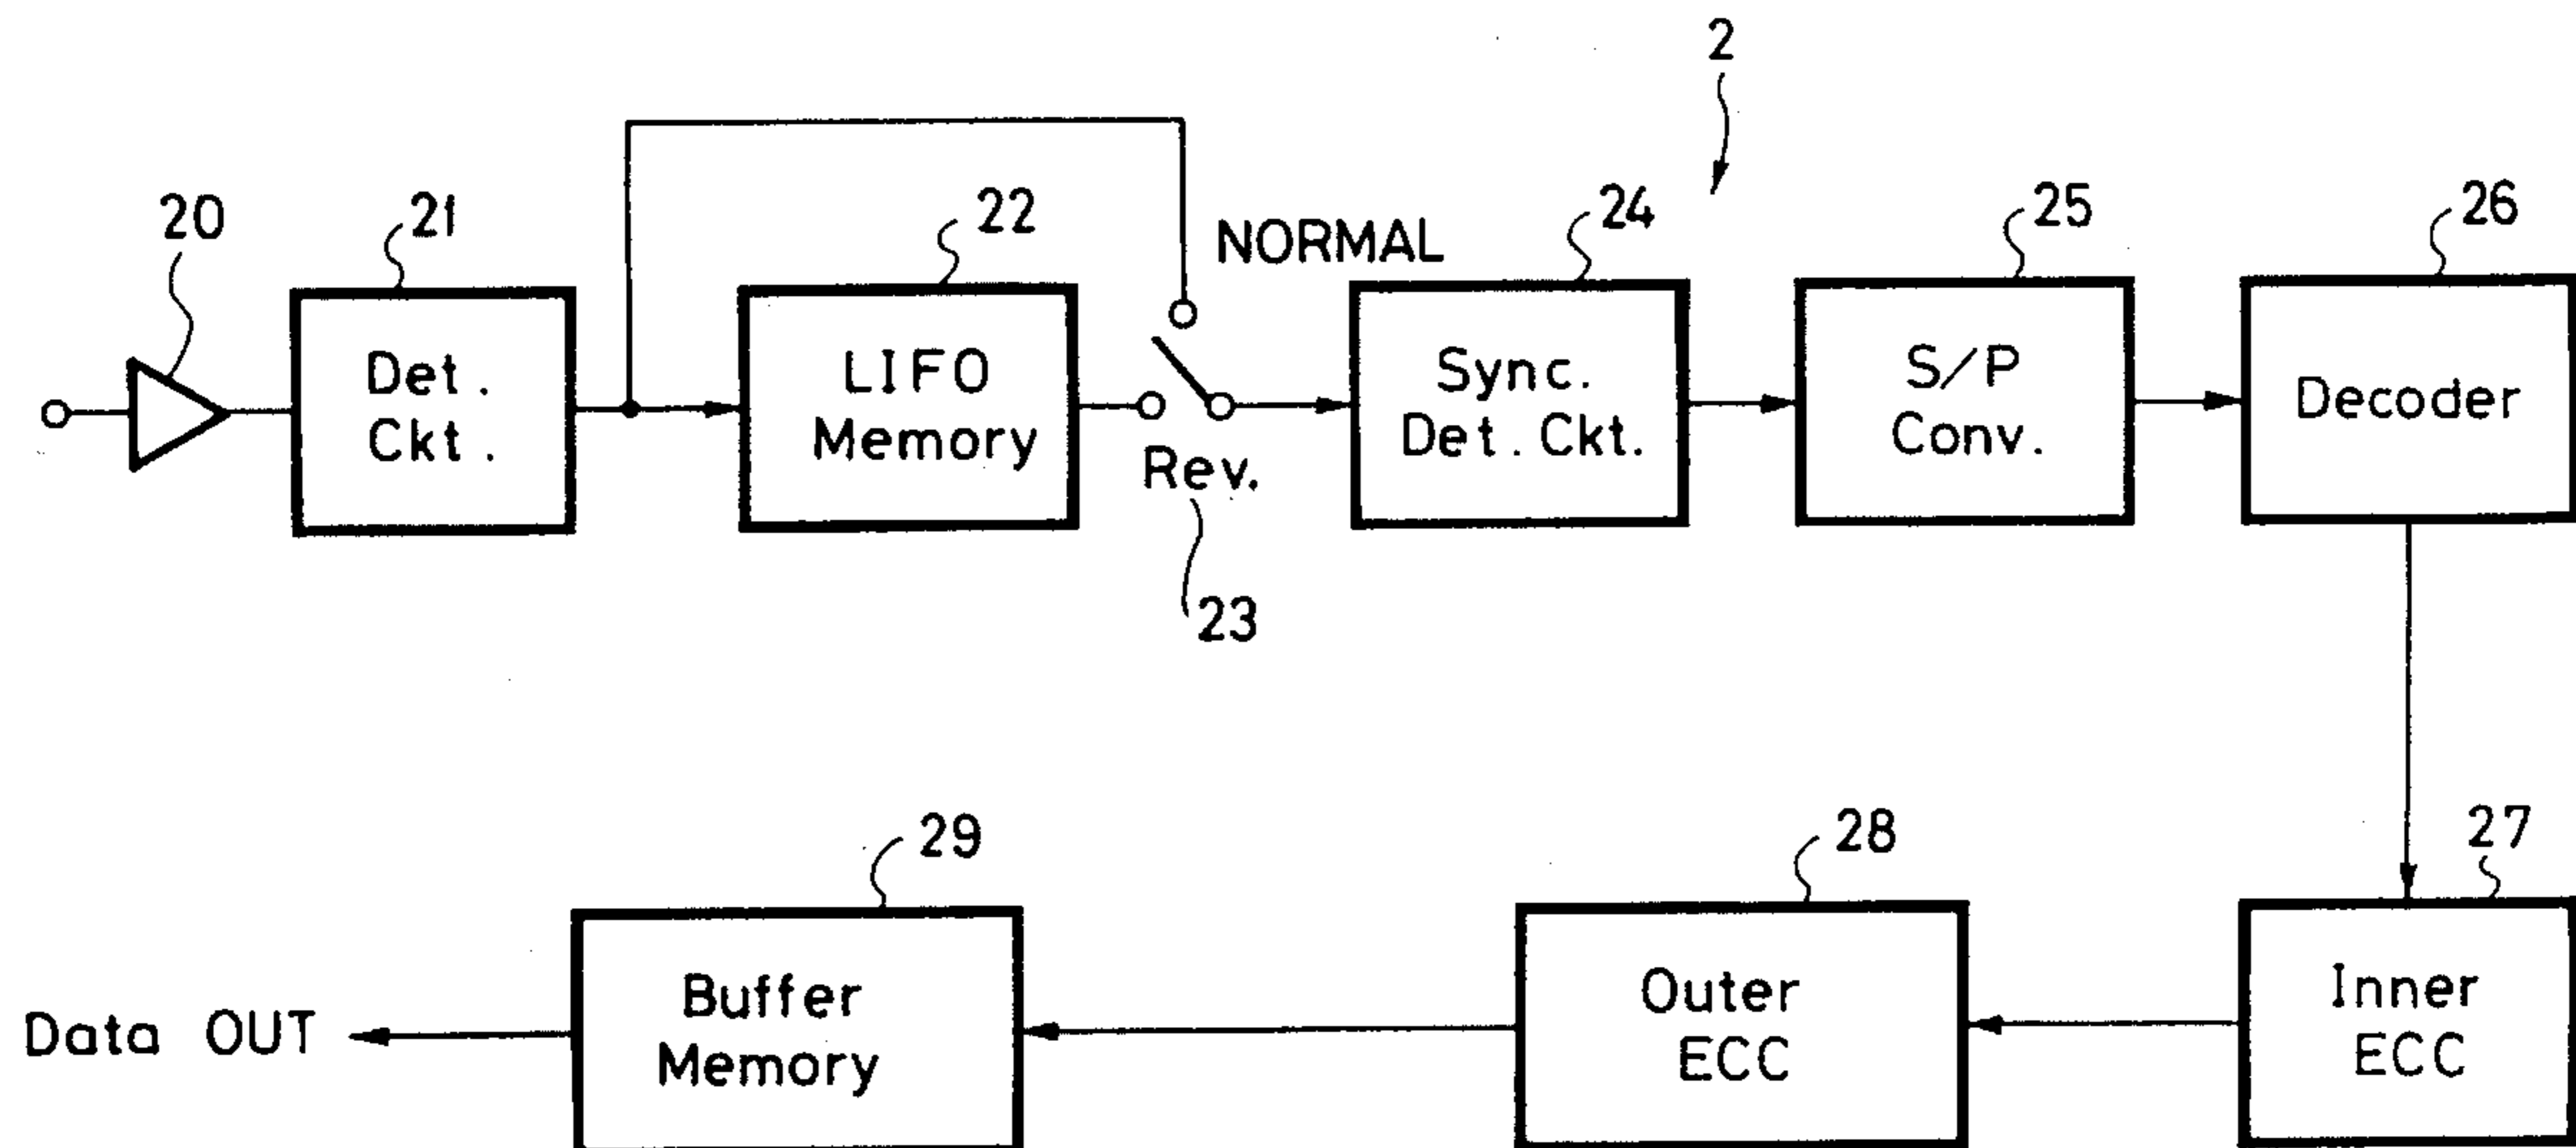 2
20
21
22
NORMAL
24
25
26
Det.
Ckt.
LIFO
Memory
Rev.
23
Sync.
Det. Ckt.
S/P
Conv.
Decoder
29
28
27
Data OUT
Buffer
Memory
Outer
ECC
Inner
ECC